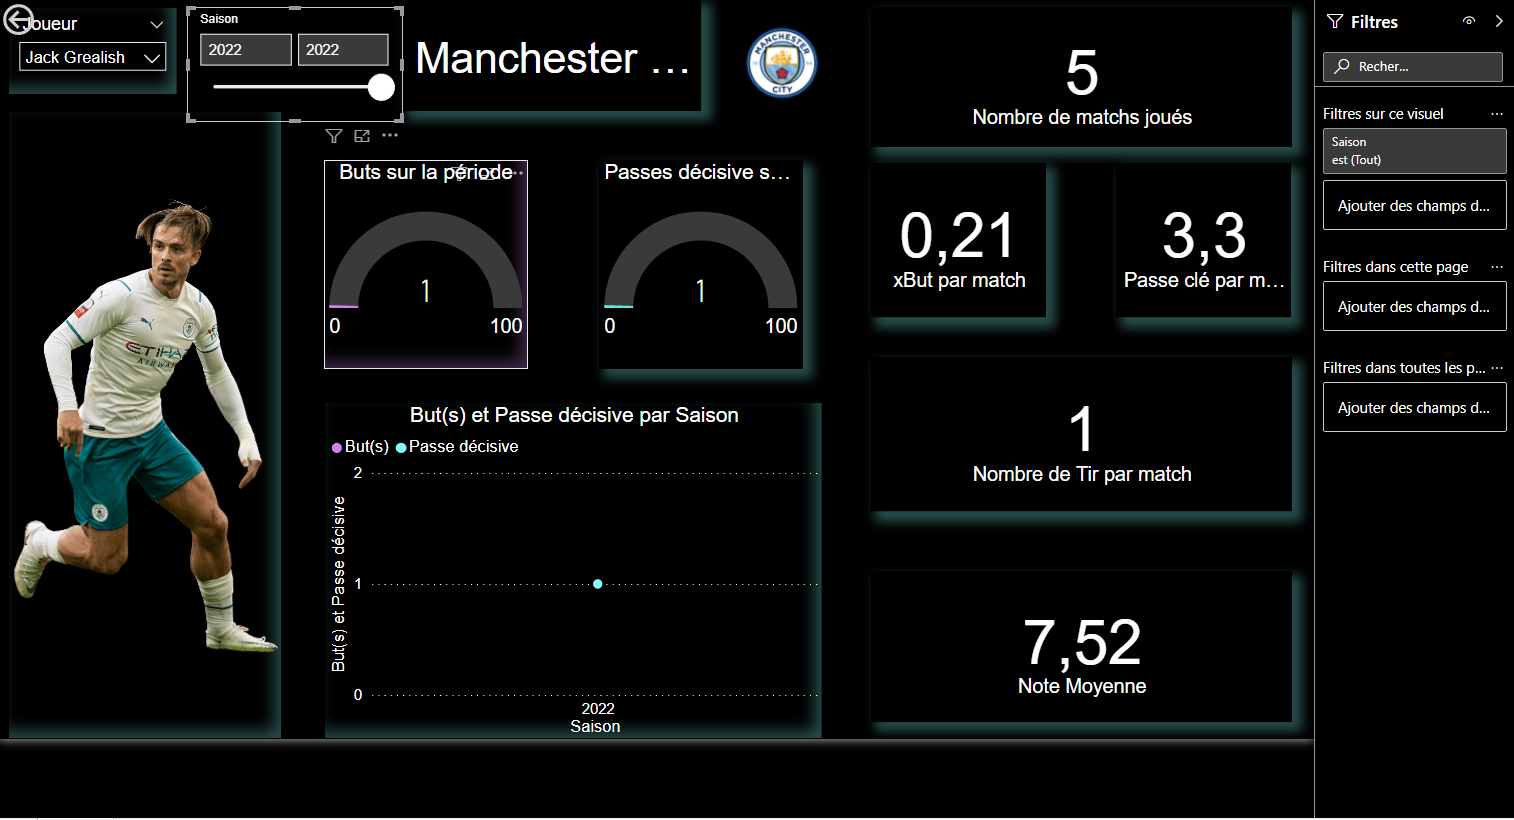 Joueur
Jack Grealish
Saison
2022
2022
Manchester ...
MANCHESTER
CITY
Buts sur la période
1
0
100
Passes décisive s...
1
0
100
ETIHAD
AIRWAYS
But(s) et Passe décisive par Saison
But(s)
Passe décisive
But(s) et Passe décisive
2
1
0
2022
Saison
5
Nombre de matchs joués
0,21
xBut par match
3,3
Passe clé par m...
1
Nombre de Tir par match
7,52
Note Moyenne
Filtres
Recher...
Filtres sur ce visuel
Saison
est (Tout)
Ajouter des champs d...
Filtres dans cette page
Ajouter des champs d...
Filtres dans toutes les p...
Ajouter des champs d...